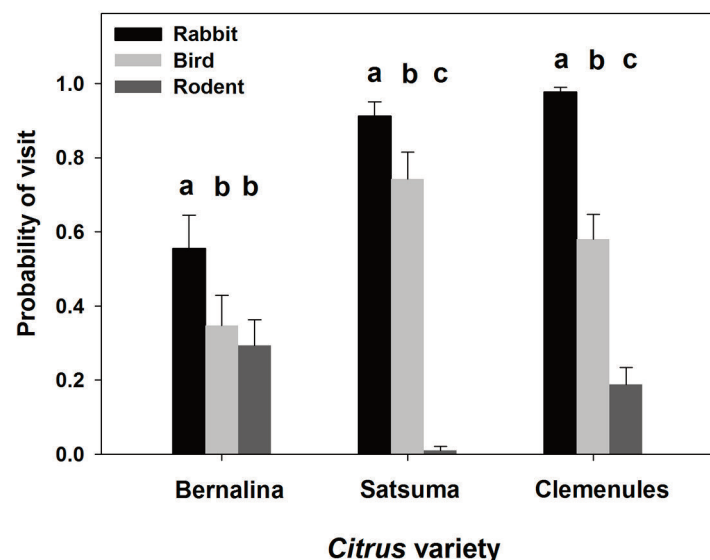 Rabbit
Bird
Rodent
a b c
a b c
a b b
1.0
0.8
0.6
0.4
0.2
0.0
Probability of visit
Bernalina Satsuma Clemenules
Citrus variety